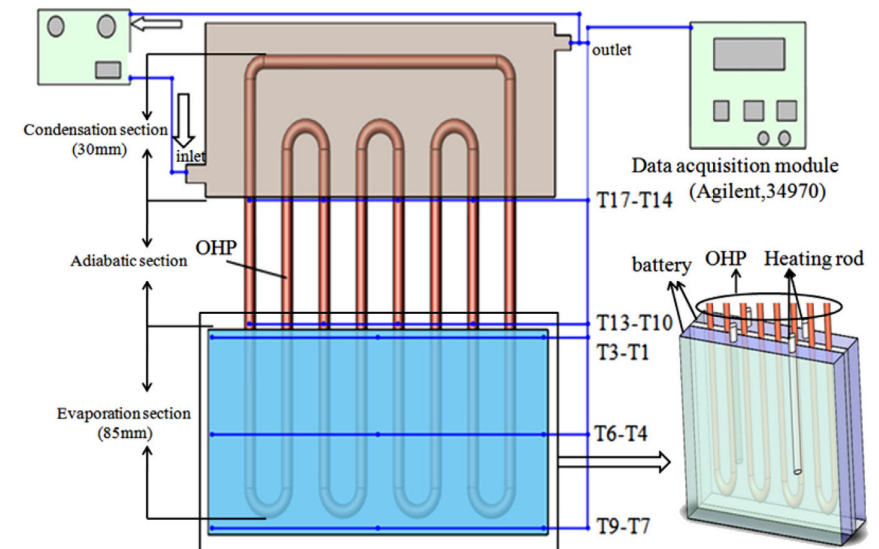 outlet
Condensation section
(30mm)
inlet
Data acquisition module
(Agilent,34970)
T17-T14
Adiabatic section
OHP
battery
OHP
Heating rod
T13-T10
T3-T1
Evaporation section
(85mm)
T6-T4
T9-T7